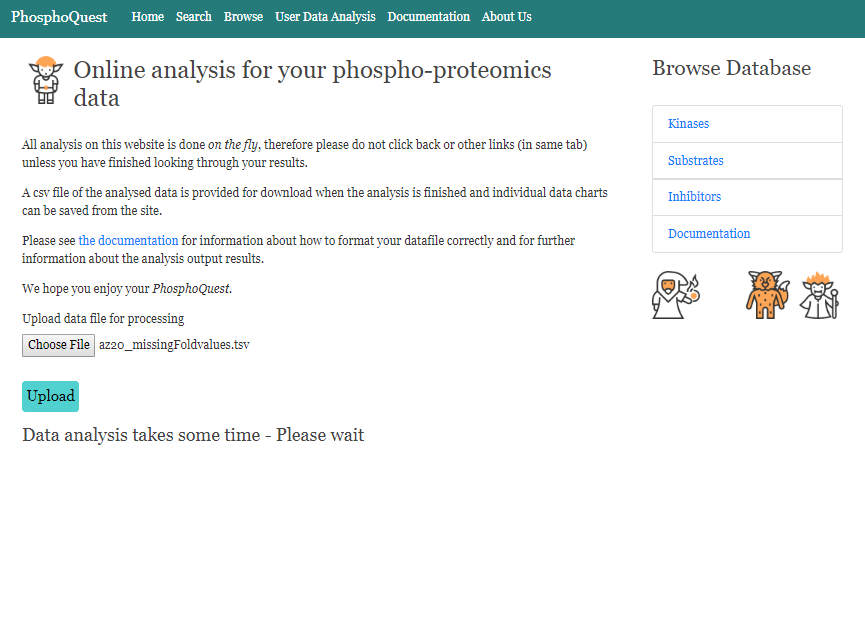 PhosphoQuest Home Search Browse User Data Analysis Documentation About Us
Online analysis for your phospho-proteomics
data
All analysis on this website is done on the fly, therefore please do not click back or other links (in same tab)
unless you have finished looking through your results.
A csv file of the analysed data is provided for download when the analysis is finished and individual data charts
can be saved from the site.
Please see the documentation for information about how to format your datafile correctly and for further
information about the analysis output results.
We hope you enjoy your PhosphoQuest.
Upload data file for processing
Choose File az20_missingFoldvalues.tsv
Upload
Data analysis takes some time - Please wait
Browse Database
Kinases
Substrates
Inhibitors
Documentation